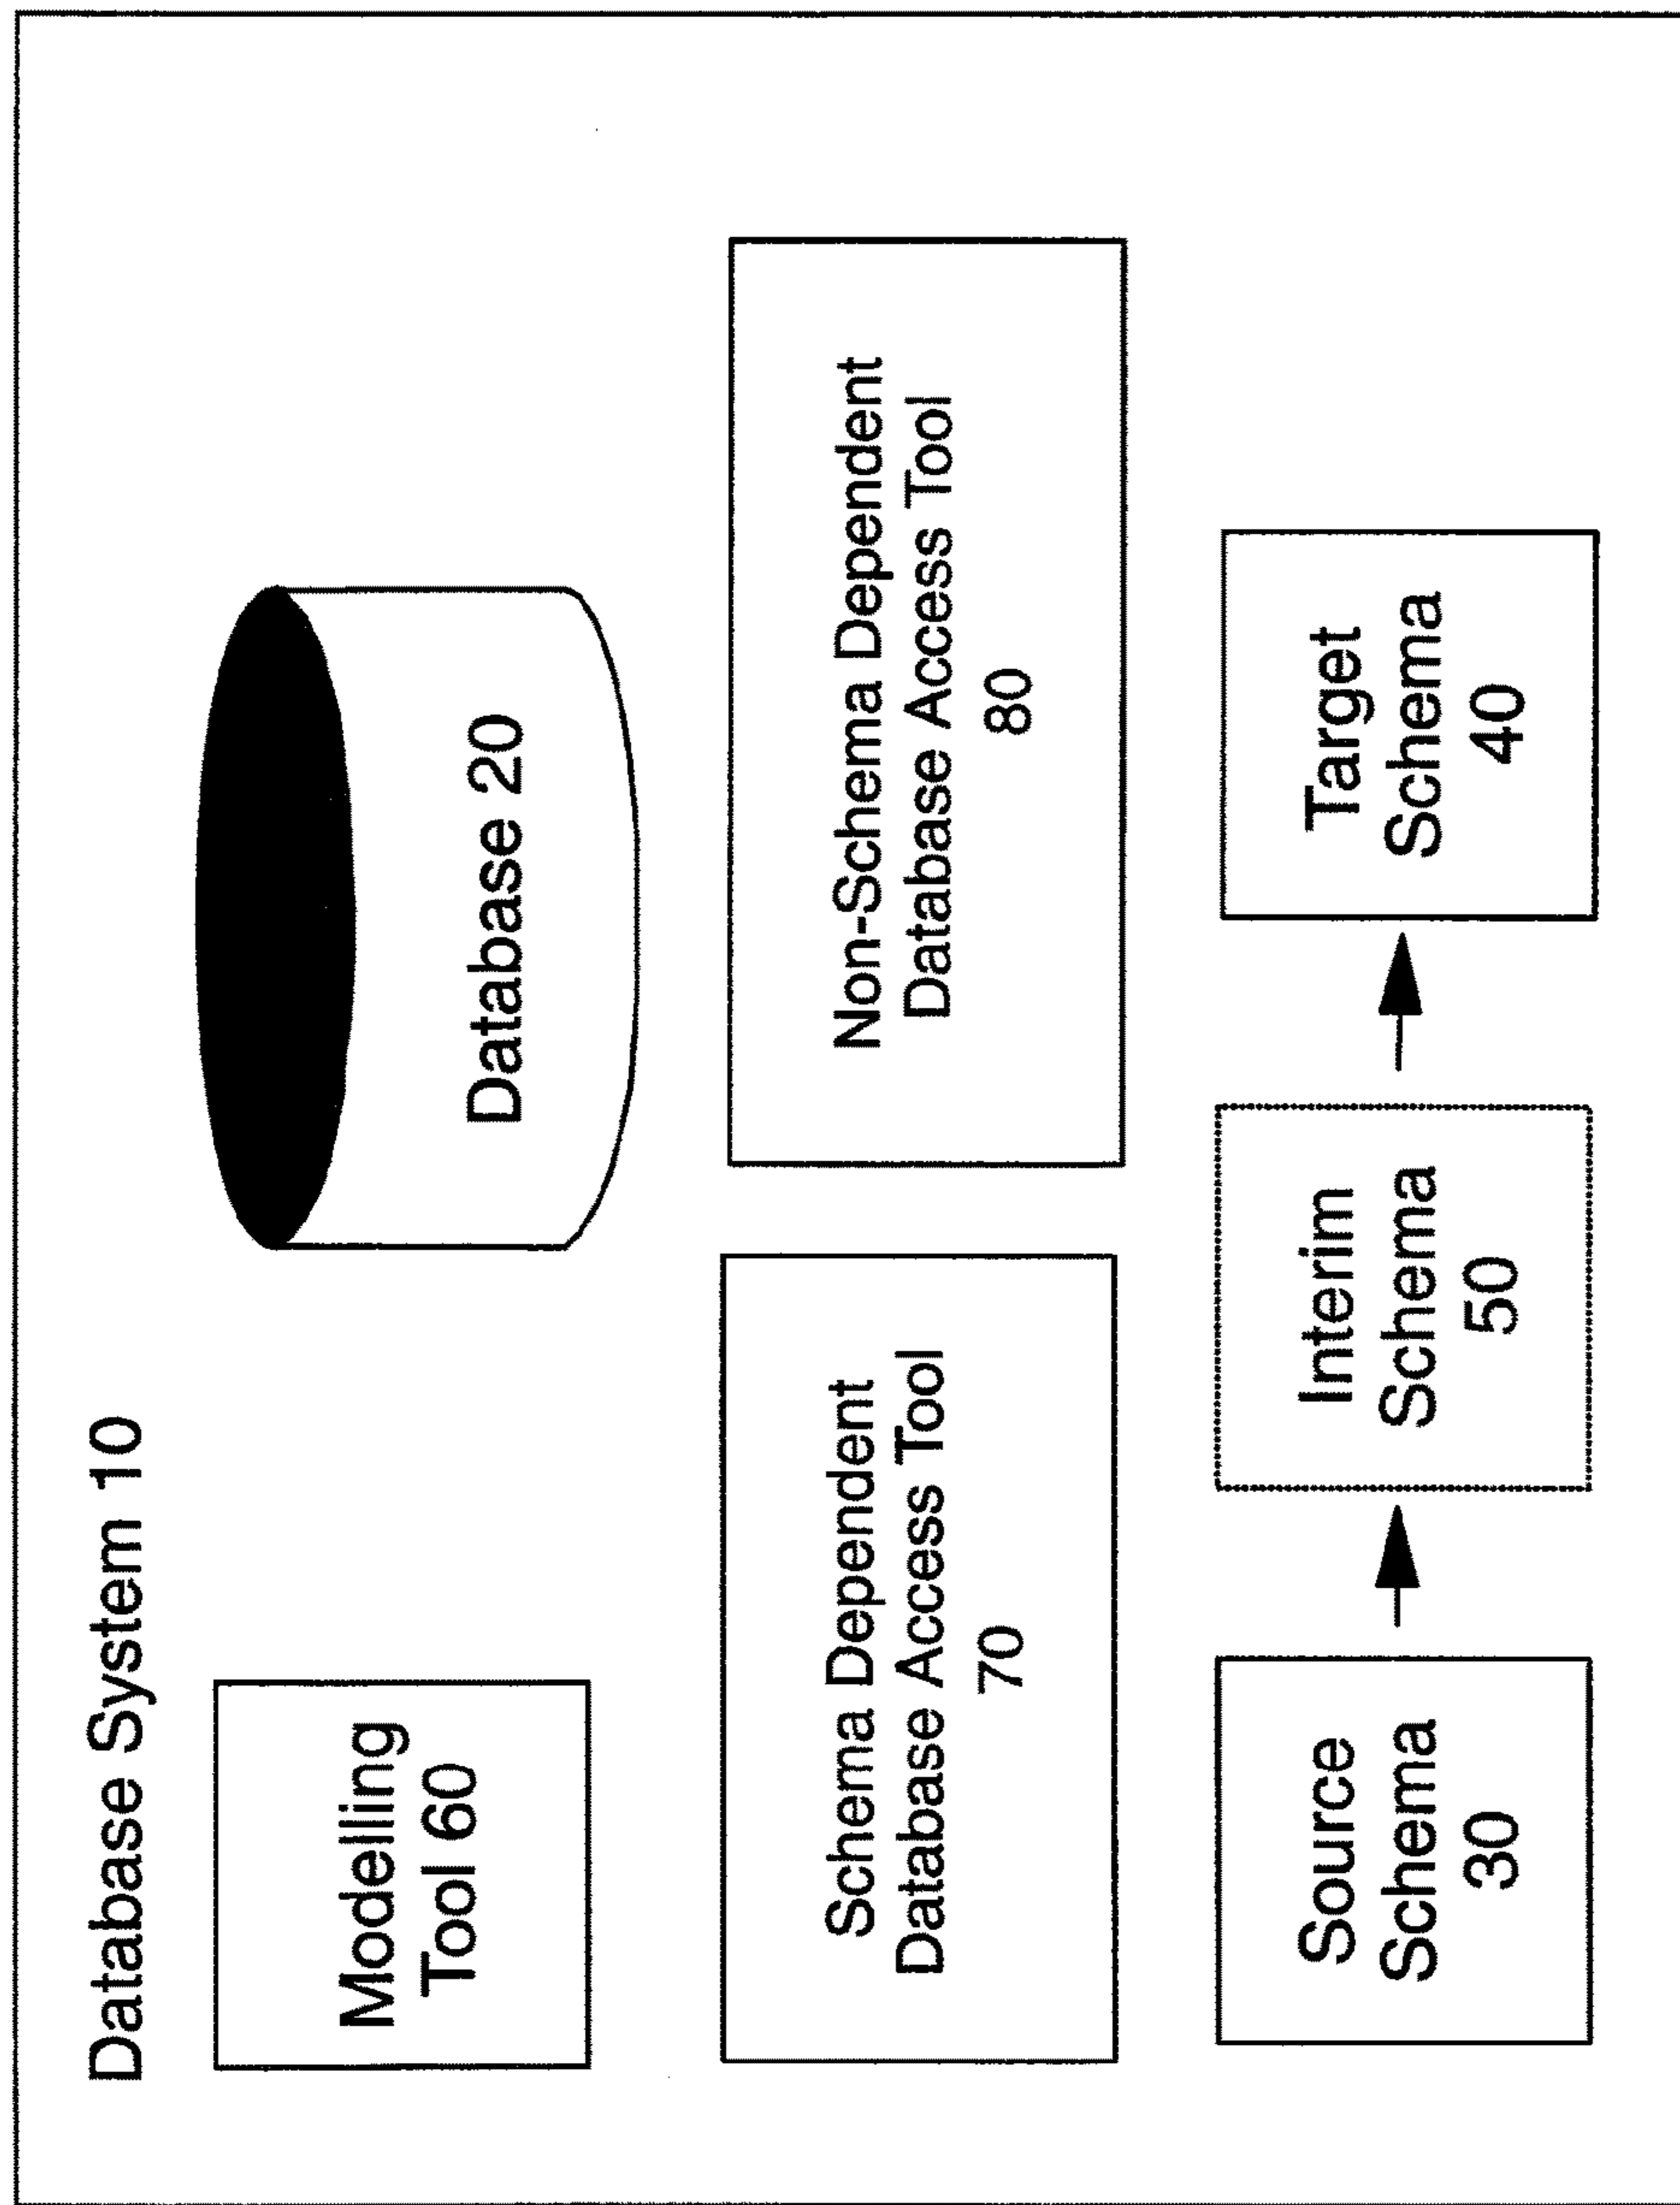 Database System 10
Modelling
Tool 60
Database 20
Schema Dependent
Database Access Tool
70
Non-Schema Dependent
Database Access Tool
80
Source
Schema
30
Interim
Schema
50
Target
Schema
40